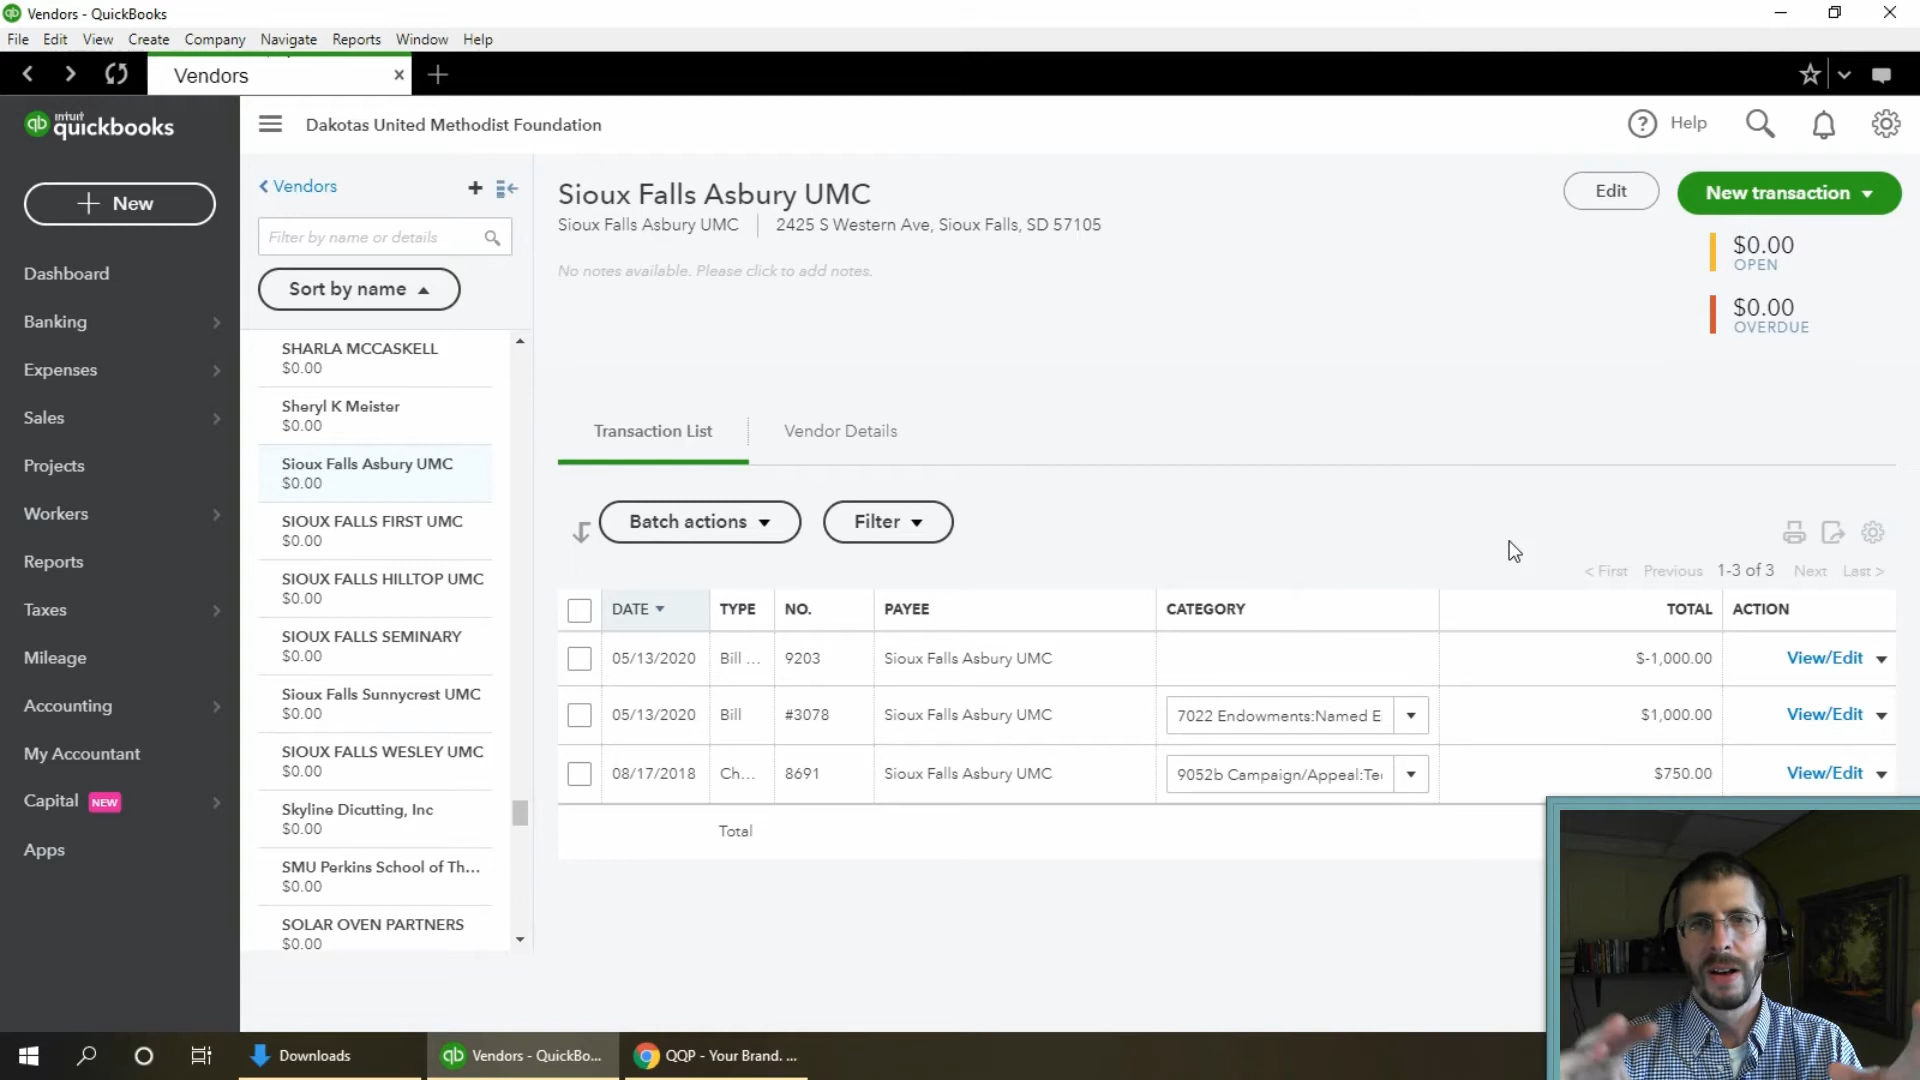 Vendors - QuickBooks
File Edit View Create Company Navigate Reports Window Help
Vendors
intuit
quickbooks
Dakotas United Methodist Foundation
Help
New
Dashboard
Banking
Expenses
Sales
Projects
Workers
Reports
Taxes
Mileage
Accounting
My Accountant
Capital NEW
Apps
Vendors
Filter by name or details
Sort by name
SHARLA MCCASKELL
$0.00
Sheryl K Meister
$0.00
Sioux Falls Asbury UMC
$0.00
SIOUX FALLS FIRST UMC
$0.00
SIOUX FALLS HILLTOP UMC
$0.00
SIOUX FALLS SEMINARY
$0.00
Sioux Falls Sunnycrest UMC
$0.00
SIOUX FALLS WESLEY UMC
$0.00
Skyline Dicutting, Inc
$0.00
SMU Perkins School of Th...
$0.00
SOLAR OVEN PARTNERS
$0.00
Sioux Falls Asbury UMC
Sioux Falls Asbury UMC 2425 S Western Ave, Sioux Falls, SD 57105
No notes available. Please click to add notes.
Edit
New transaction
$0.00
OPEN
$0.00
OVERDUE
Transaction List Vendor Details
Batch actions Filter
< First Previous 1-3 of 3 Next Last >
DATE TYPE NO. PAYEE CATEGORY TOTAL ACTION
05/13/2020 Bill ... 9203 Sioux Falls Asbury UMC $-1,000.00 View/Edit
05/13/2020 Bill #3078 Sioux Falls Asbury UMC 7022 Endowments:Named E $1,000.00 View/Edit
08/17/2018 Ch... 8691 Sioux Falls Asbury UMC 9052b Campaign/Appeal:Te $750.00 View/Edit
Total
Downloads
Vendors - QuickBo...
QQP - Your Brand. ...